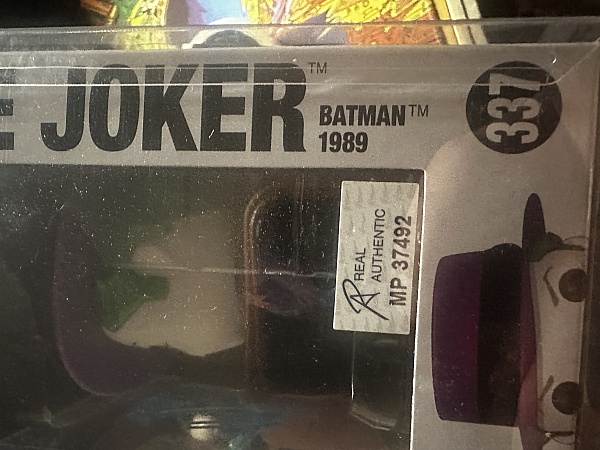 E JOKER™
BATMAN™
1989
337
REAL
AUTHENTIC
MP 37492